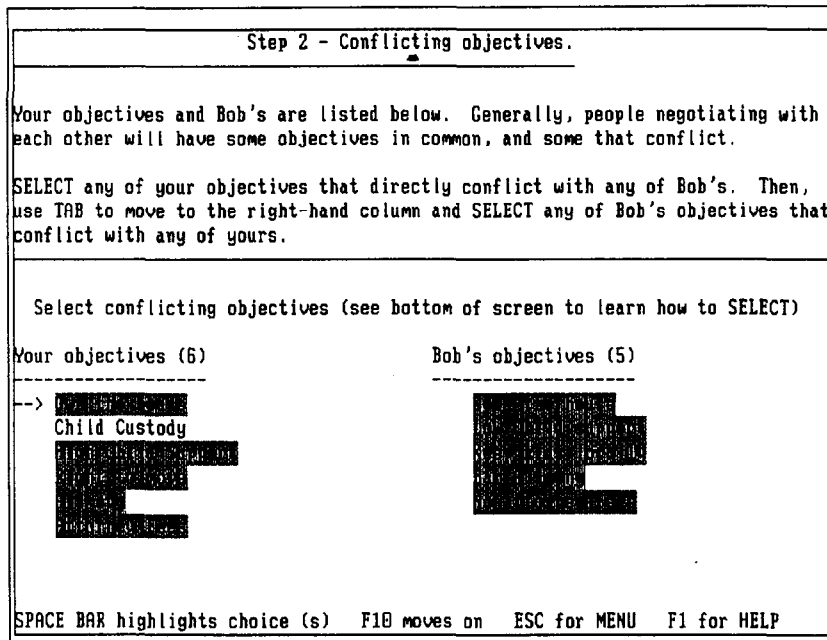 Step 2 - Conflicting objectives.
Your objectives and Bob's are listed below. Generally, people negotiating with
each other will have some objectives in common, and some that conflict.
SELECT any of your objectives that directly conflict with any of Bob's. Then,
use TAB to move to the right-hand column and SELECT any of Bob's objectives that
conflict with any of yours.
Select conflicting objectives (see bottom of screen to learn how to SELECT)
Your objectives (6) Bob's objectives (5)
-------------------- ---------------------
-->
Child Custody
SPACE BAR highlights choice (s) F10 moves on ESC for MENU F1 for HELP